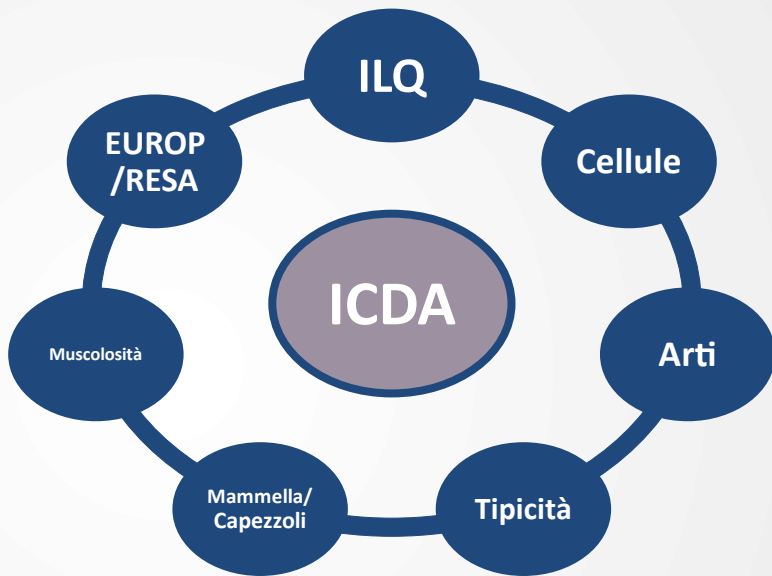 ILQ
Cellule
Arti
Tipicità
Mammella/
Capezzoli
Muscolosità
EUROP
/RESA
ICDA